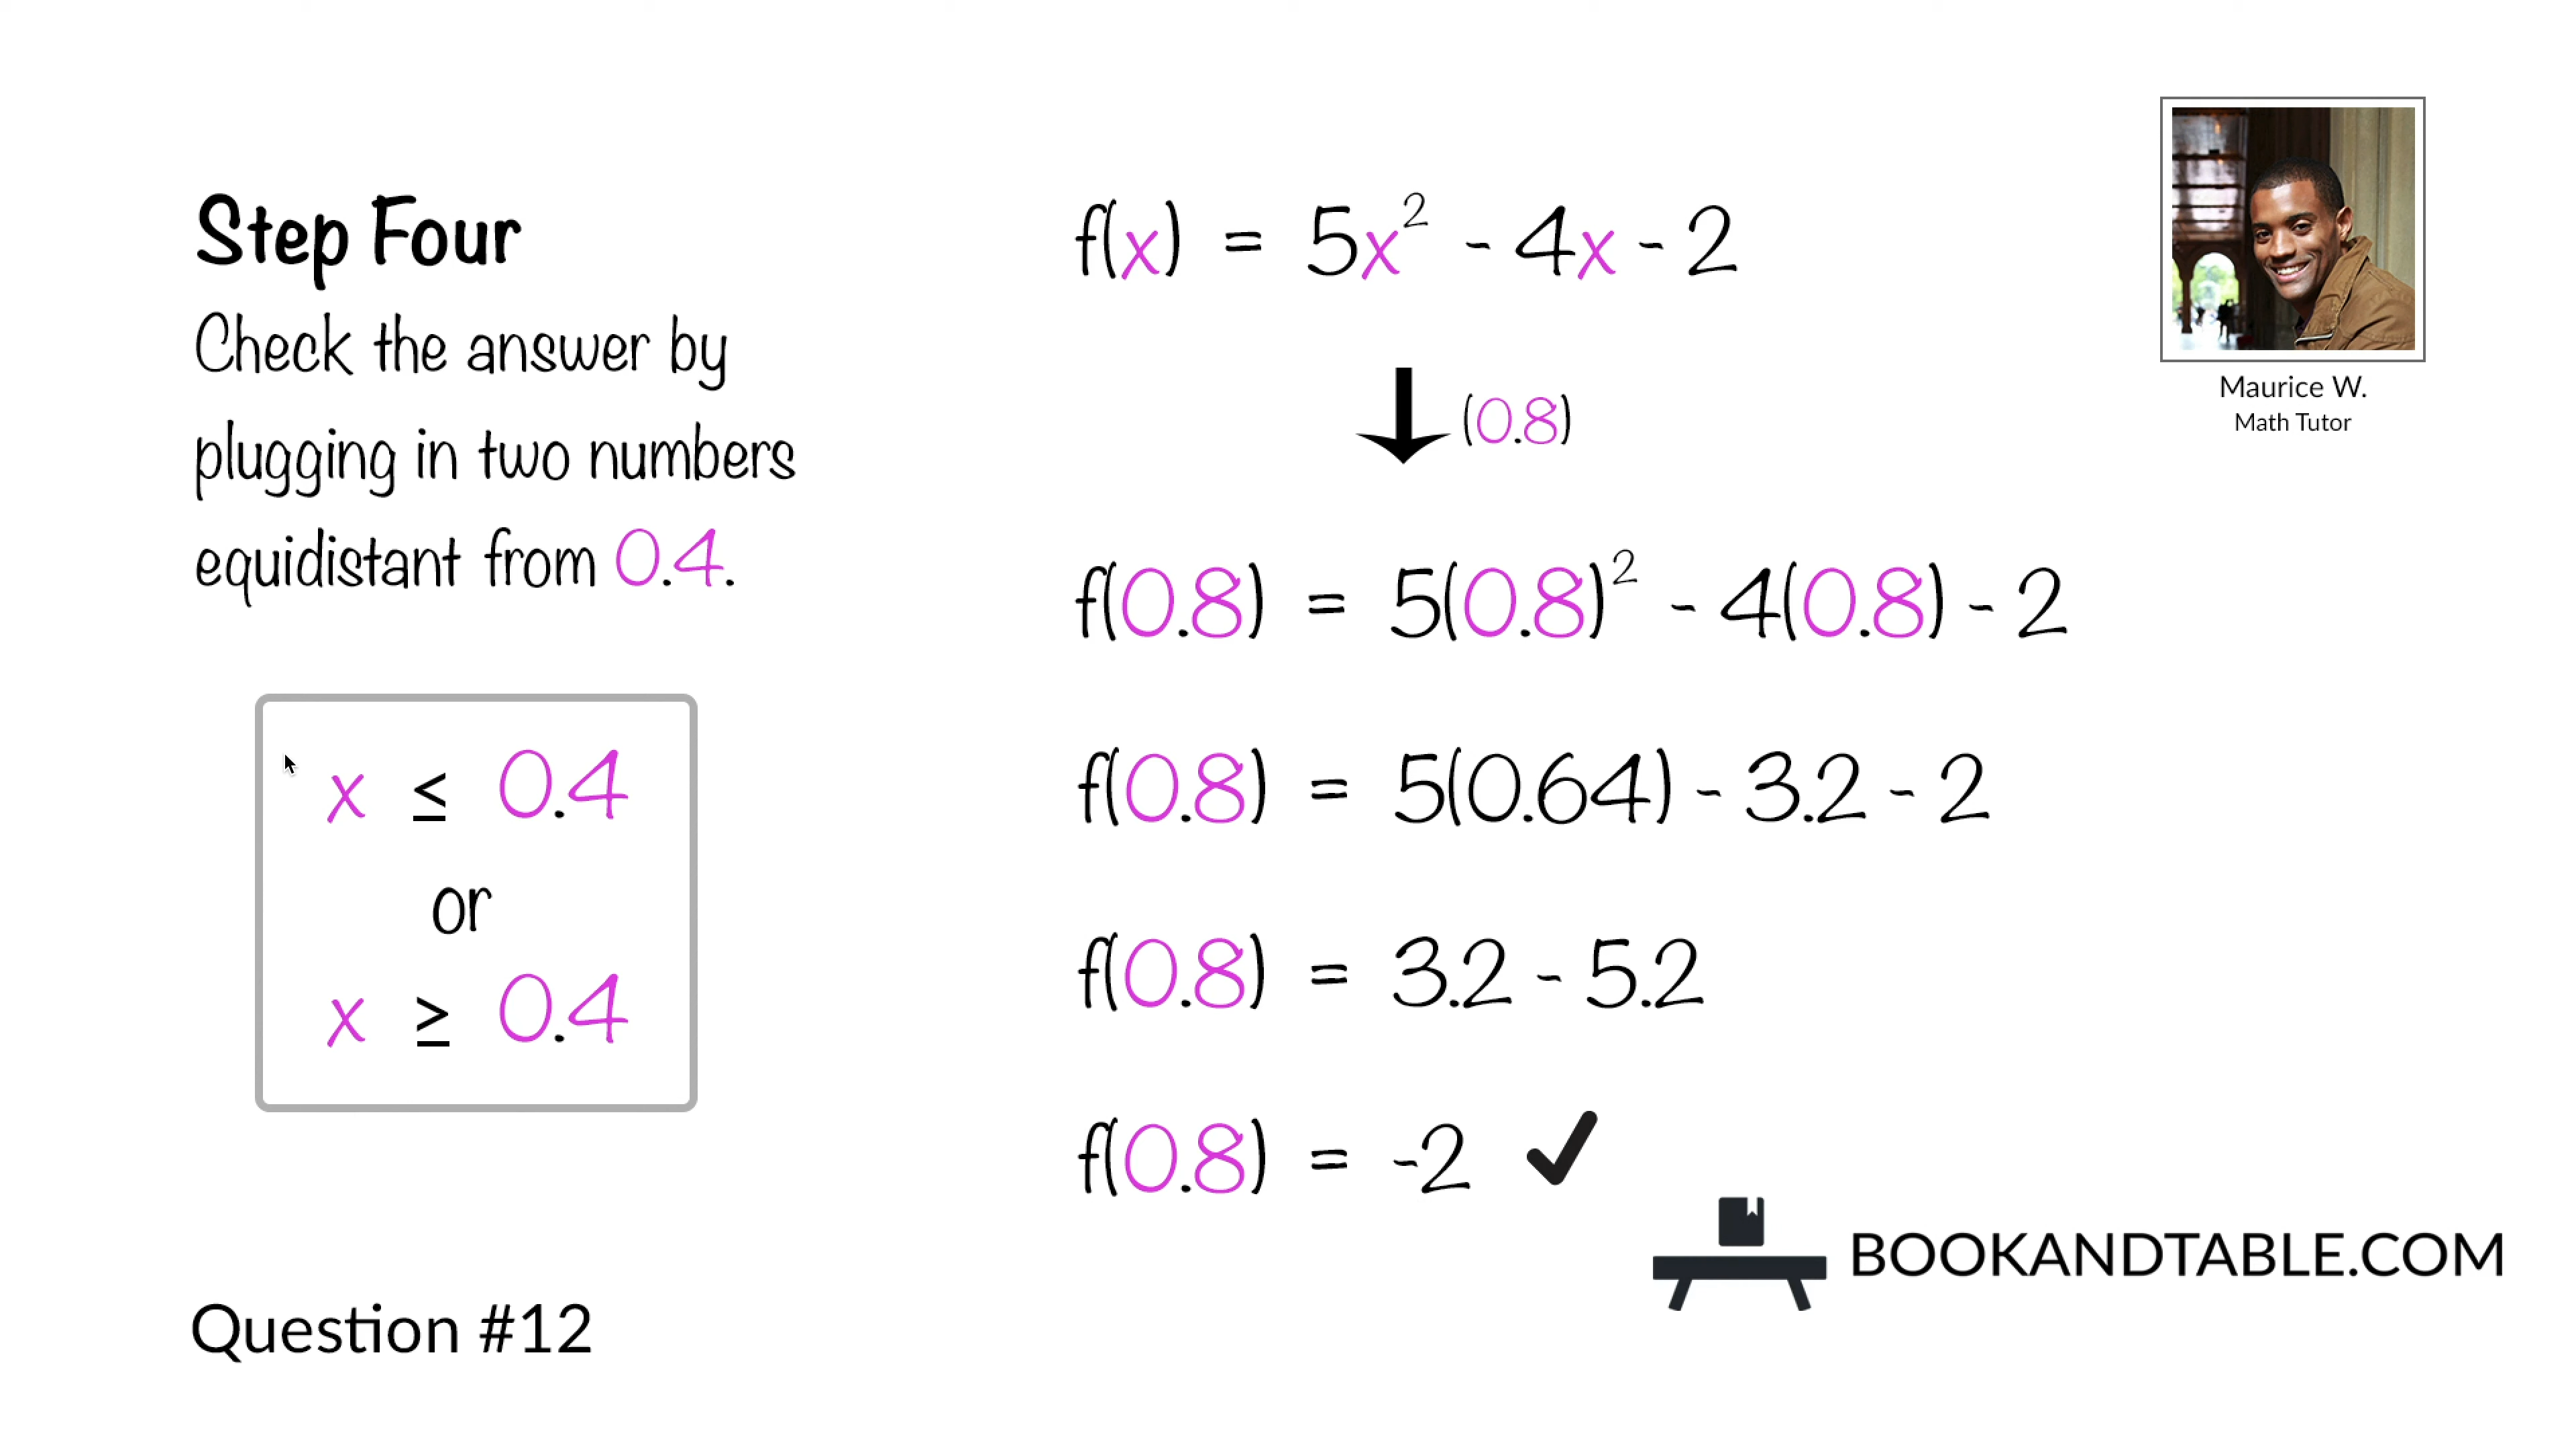 Step Four
Check the answer by
plugging in two numbers
equidistant from 0.4.
x ≤ 0.4
or
x ≥ 0.4
Question #12
f(x) = 5x² - 4x - 2
(0.8)
f(0.8) = 5(0.8)² - 4(0.8) - 2
f(0.8) = 5(0.64) - 3.2 - 2
f(0.8) = 3.2 - 5.2
f(0.8) = -2 ✓
Maurice W.
Math Tutor
BOOKANDTABLE.COM